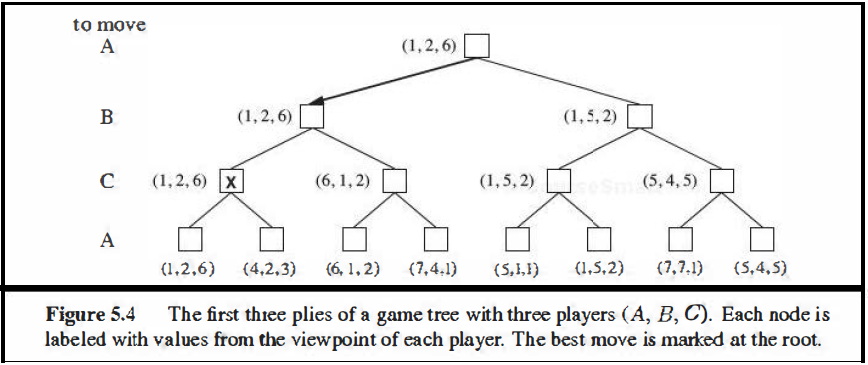 to move
A (1, 2, 6)
B (1, 2, 6) (1, 5, 2)
C (1, 2, 6) X (6, 1, 2) (1, 5, 2) (5, 4, 5)
A
(1, 2, 6) (4, 2, 3) (6, 1, 2) (7, 4, 1) (5, 1, 1) (1, 5, 2) (7, 7, 1) (5, 4, 5)
Figure 5.4 The first three plies of a game tree with three players (A, B, C). Each node is
labeled with values from the viewpoint of each player. The best move is marked at the root.